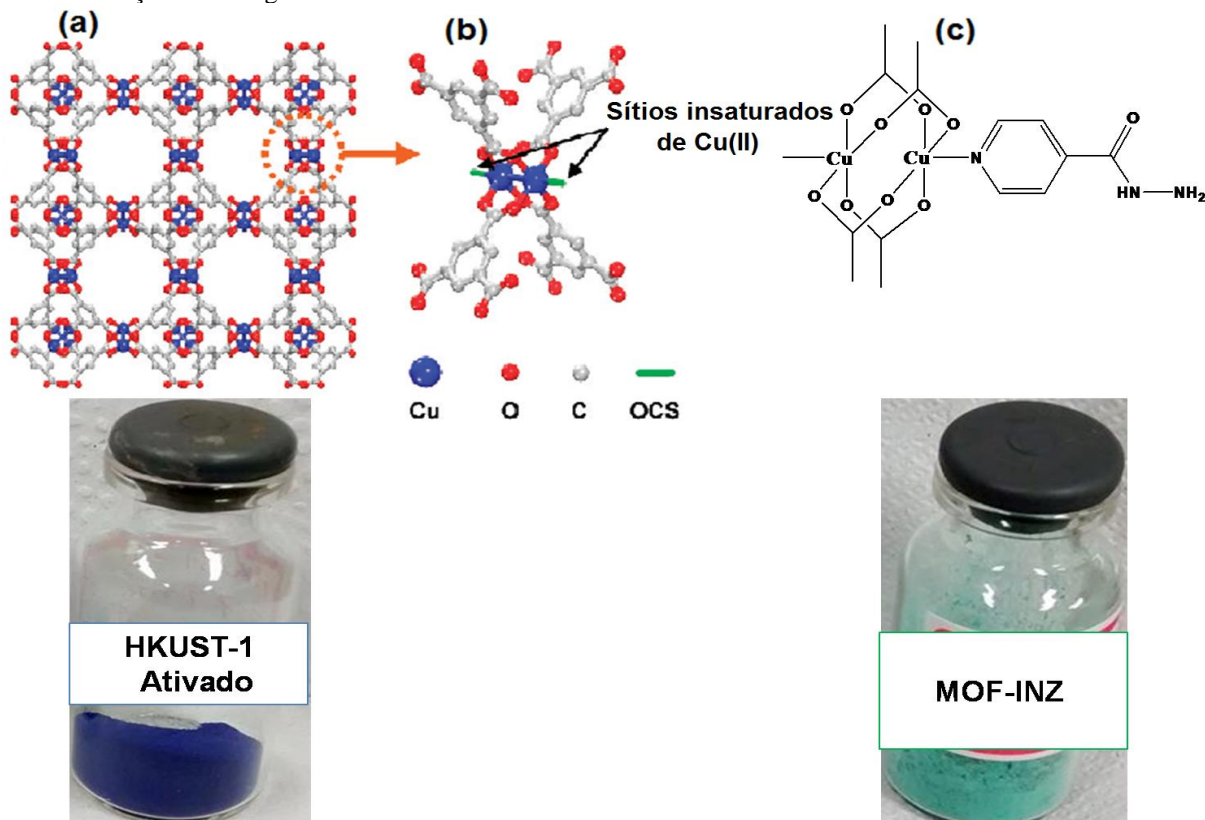 (a)
(b)
(c)
Sítios insaturados
de Cu(II)
O
O
O
O
Cu
Cu
N
O
HN
NH₂
O
O
O
O
Cu
O
C
OCS
HKUST-1
Ativado
MOF-INZ